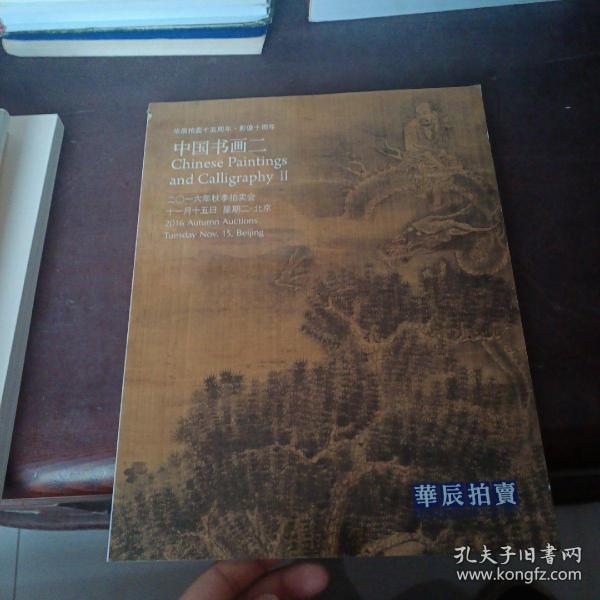 华辰拍卖十五周年·影像十周年
中国书画二
Chinese Paintings
and Calligraphy II
二〇一六年秋季拍卖会
十一月十五日 星期二·北京
2016 Autumn Auctions
Tuesday Nov. 15, Beijing
華辰拍賣
孔夫子旧书网
www.kongfz.com